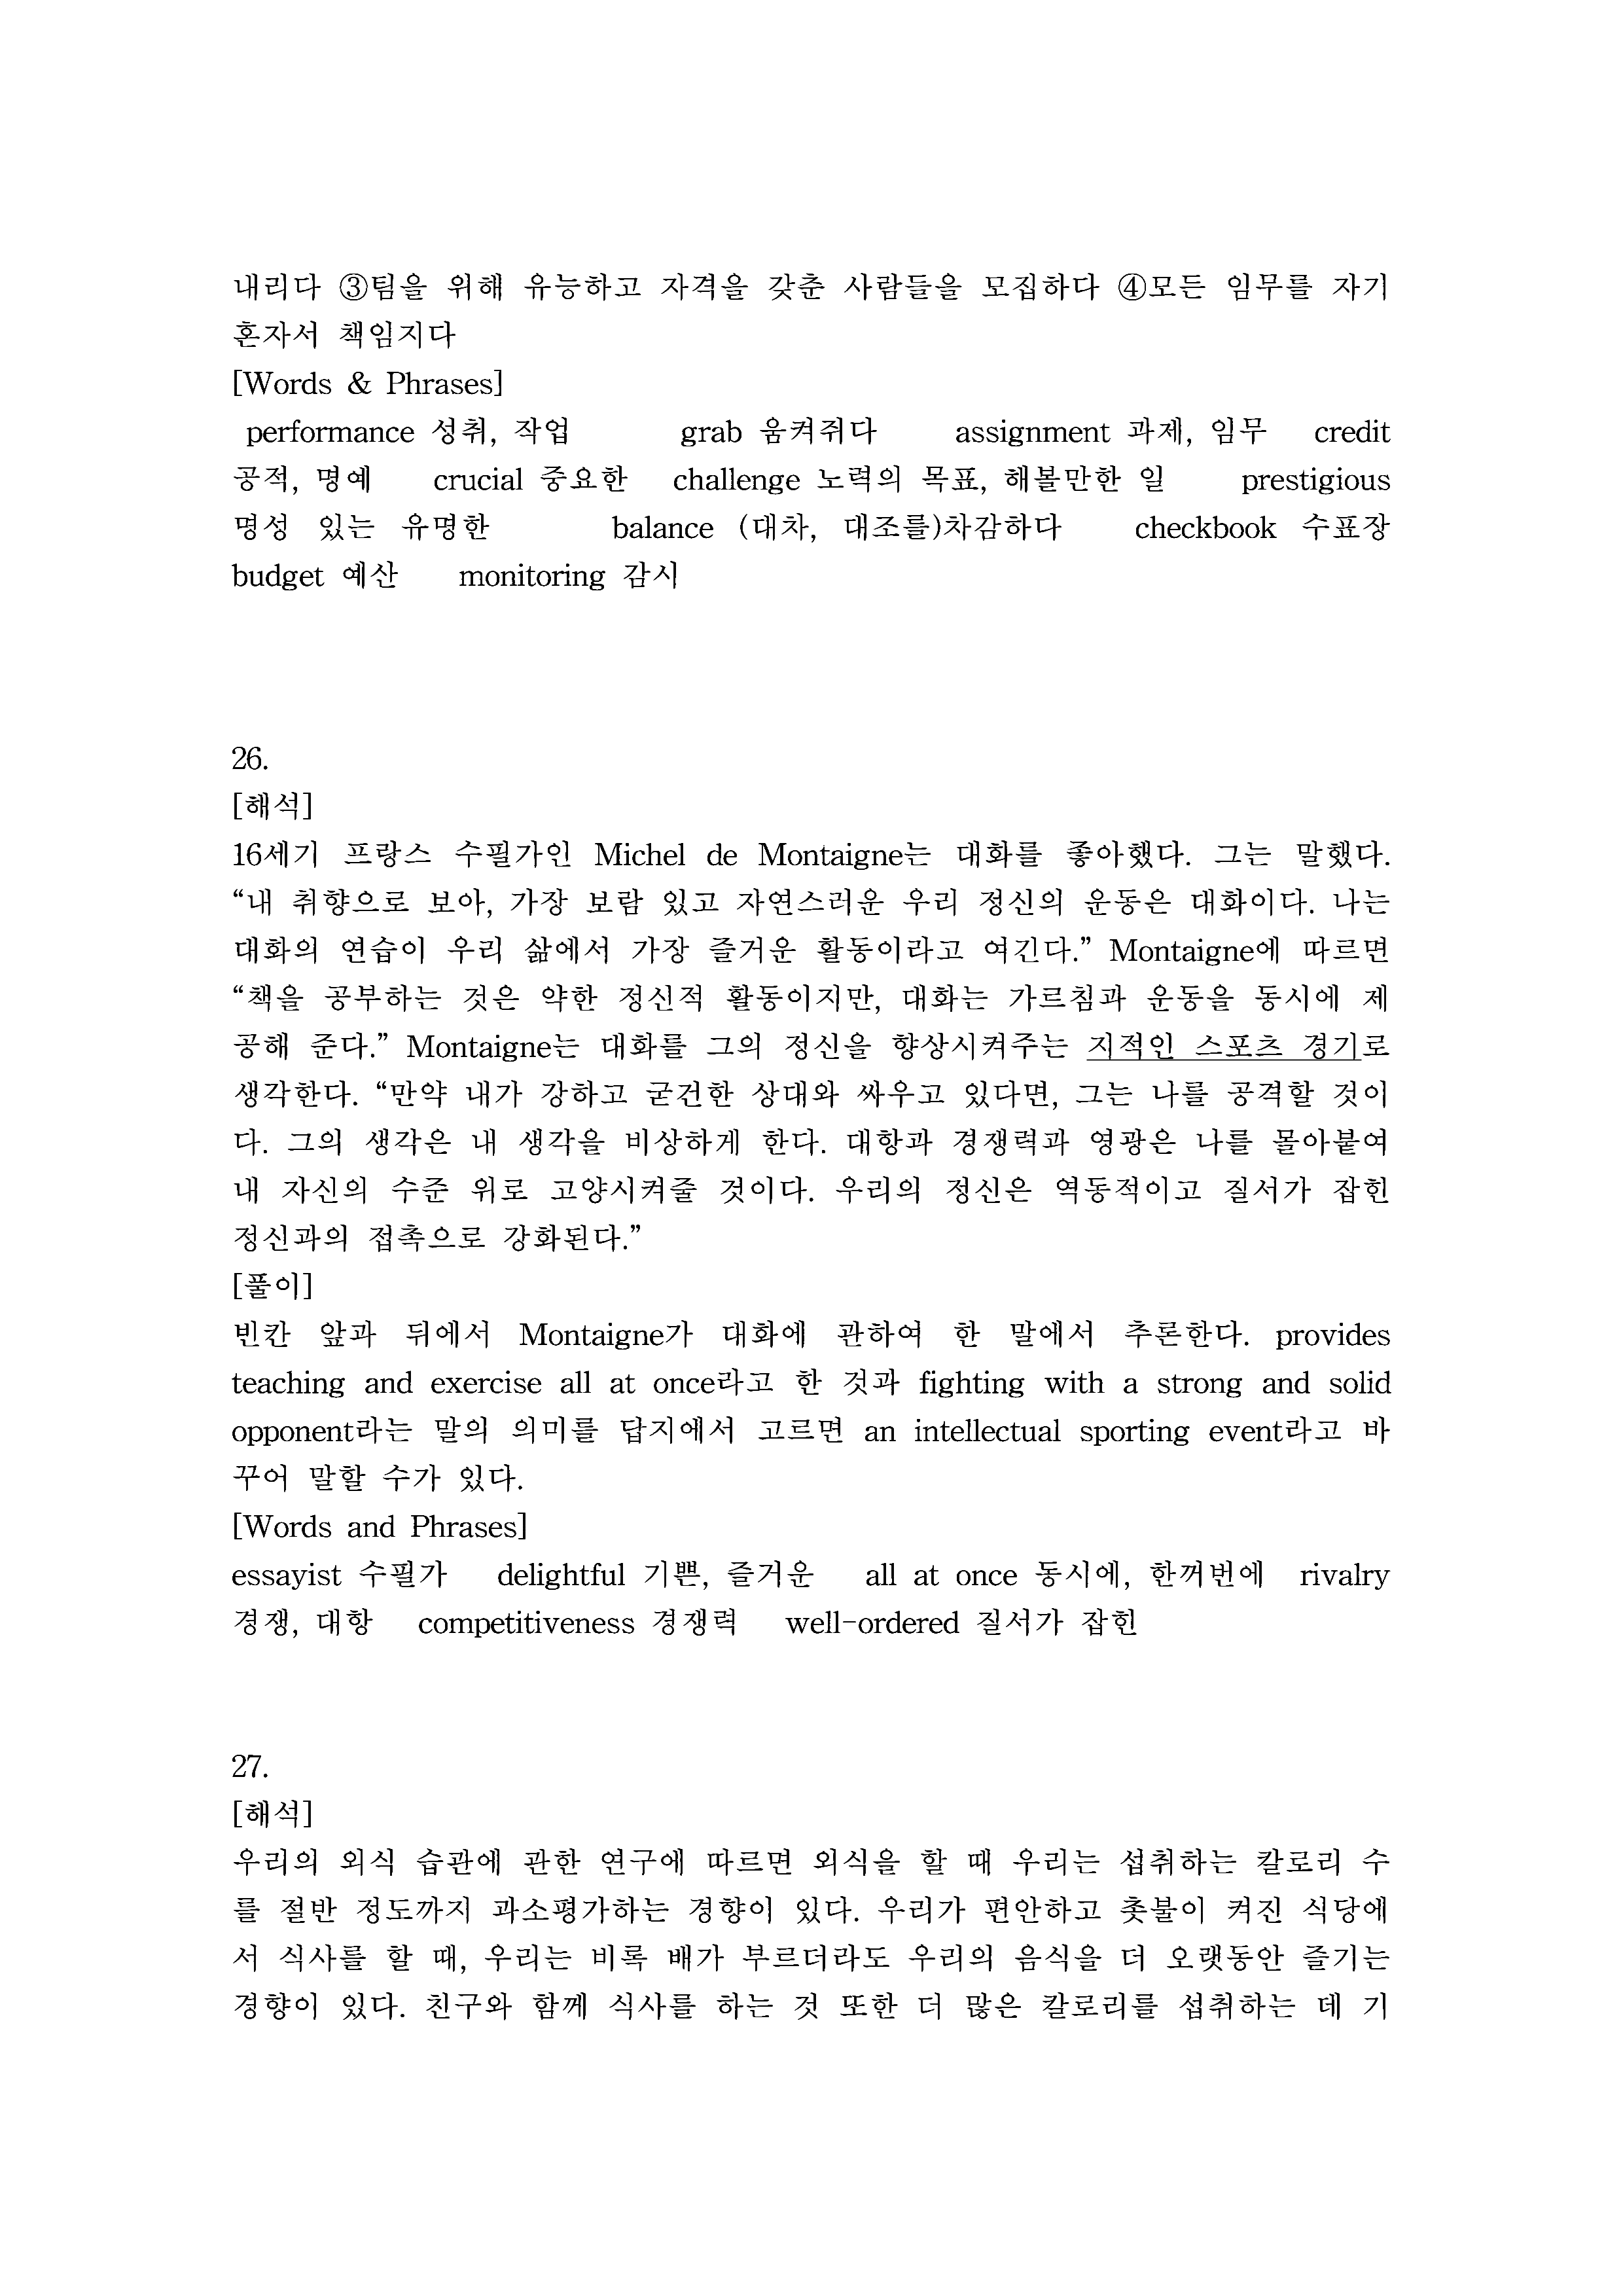 내리다 ③팀을 위해 유능하고 자격을 갖춘 사람들을 모집하다 ④모든 임무를 자기
혼자서 책임지다
[Words & Phrases]
performance 성취, 작업 grab 움켜쥐다 assignment 과제, 임무 credit
공적, 명예 crucial 중요한 challenge 노력의 목표, 해볼만한 일 prestigious
명성 있는 유명한 balance (대차, 대조를)차감하다 checkbook 수표장
budget 예산 monitoring 감시
26.
[해석]
16세기 프랑스 수필가인 Michel de Montaigne는 대화를 좋아했다. 그는 말했다.
“내 취향으로 보아, 가장 보람 있고 자연스러운 우리 정신의 운동은 대화이다. 나는
대화의 연습이 우리 삶에서 가장 즐거운 활동이라고 여긴다.” Montaigne에 따르면
“책을 공부하는 것은 약한 정신적 활동이지만, 대화는 가르침과 운동을 동시에 제
공해 준다.” Montaigne는 대화를 그의 정신을 향상시켜주는 지적인 스포츠 경기로
생각한다. “만약 내가 강하고 굳건한 상대와 싸우고 있다면, 그는 나를 공격할 것이
다. 그의 생각은 내 생각을 비상하게 한다. 대항과 경쟁력과 영광은 나를 몰아붙여
내 자신의 수준 위로 고양시켜줄 것이다. 우리의 정신은 역동적이고 질서가 잡힌
정신과의 접촉으로 강화된다.”
[풀이]
빈칸 앞과 뒤에서 Montaigne가 대화에 관하여 한 말에서 추론한다. provides
teaching and exercise all at once라고 한 것과 fighting with a strong and solid
opponent라는 말의 의미를 답지에서 고르면 an intellectual sporting event라고 바
꾸어 말할 수가 있다.
[Words and Phrases]
essayist 수필가 delightful 기쁜, 즐거운 all at once 동시에, 한꺼번에 rivalry
경쟁, 대항 competitiveness 경쟁력 well-ordered 질서가 잡힌
27.
[해석]
우리의 외식 습관에 관한 연구에 따르면 외식을 할 때 우리는 섭취하는 칼로리 수
를 절반 정도까지 과소평가하는 경향이 있다. 우리가 편안하고 촛불이 켜진 식당에
서 식사를 할 때, 우리는 비록 배가 부르더라도 우리의 음식을 더 오랫동안 즐기는
경향이 있다. 친구와 함께 식사를 하는 것 또한 더 많은 칼로리를 섭취하는 데 기